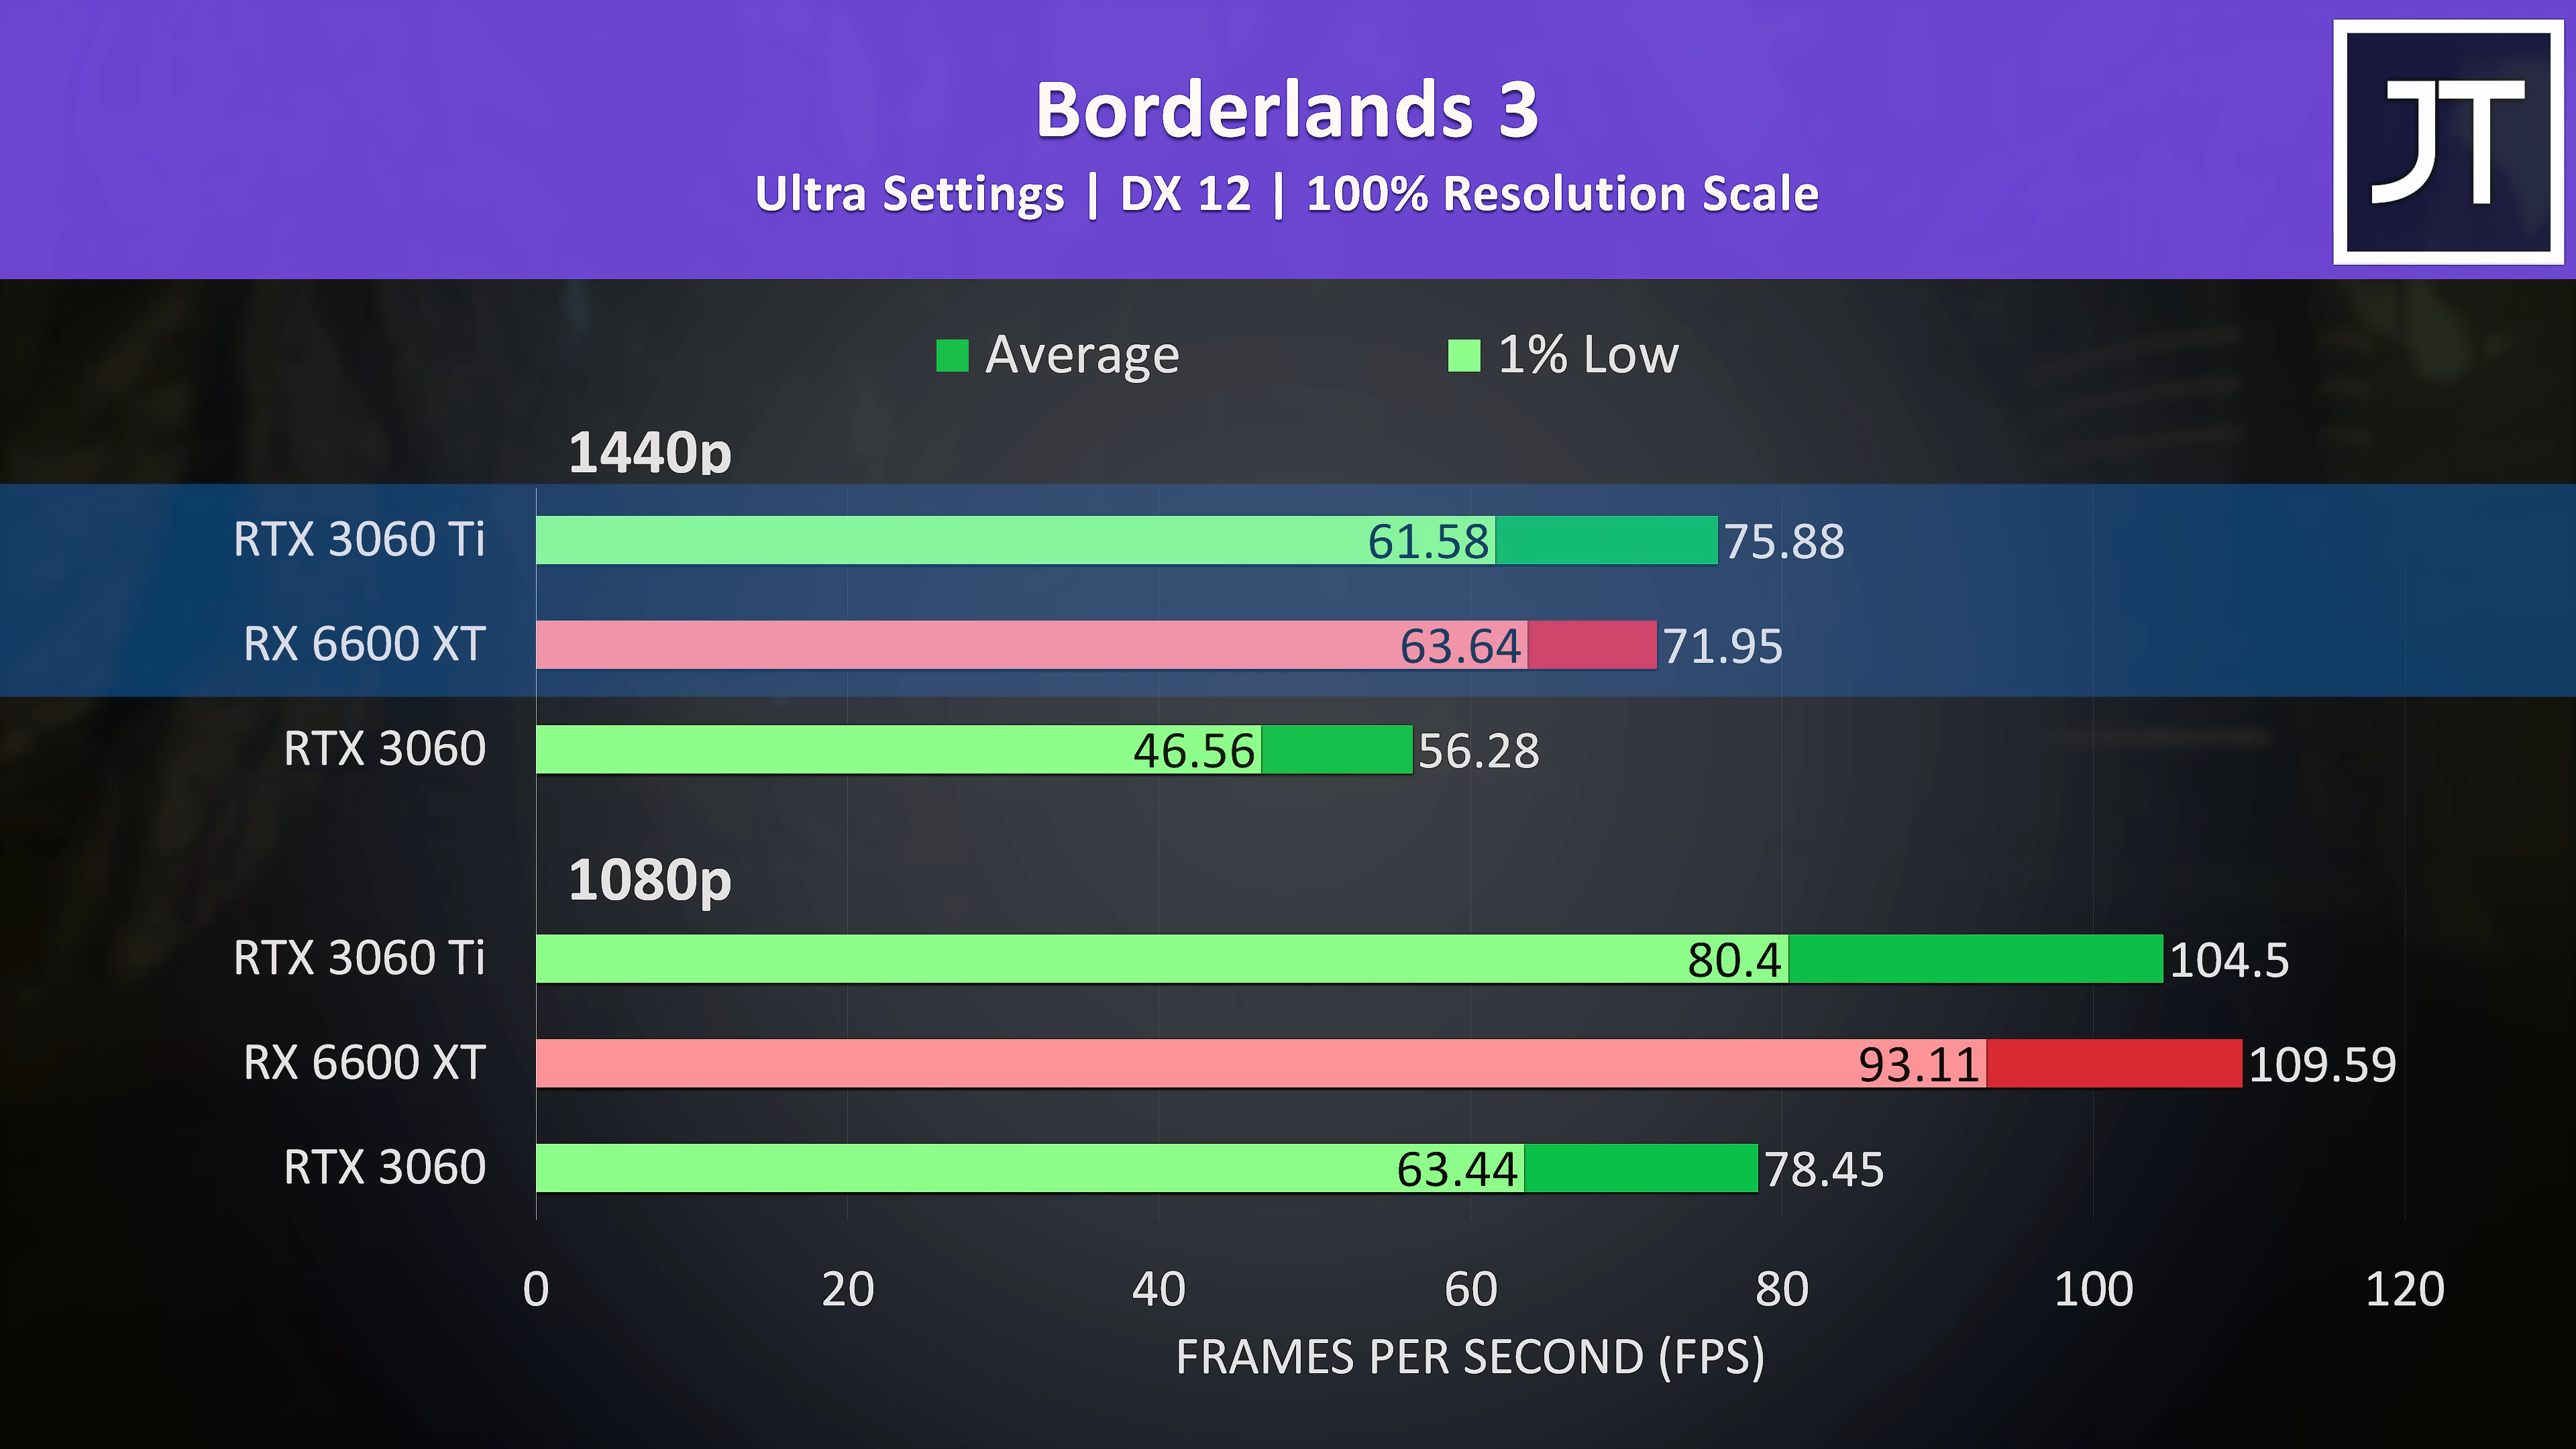 Borderlands 3
Ultra Settings | DX 12 | 100% Resolution Scale
JT
Average 1% Low
1440p
RTX 3060 Ti 61.58 75.88
RX 6600 XT 63.64 71.95
RTX 3060 46.56 56.28
1080p
RTX 3060 Ti 80.4 104.5
RX 6600 XT 93.11 109.59
RTX 3060 63.44 78.45
0 20 40 60 80 100 120
FRAMES PER SECOND (FPS)